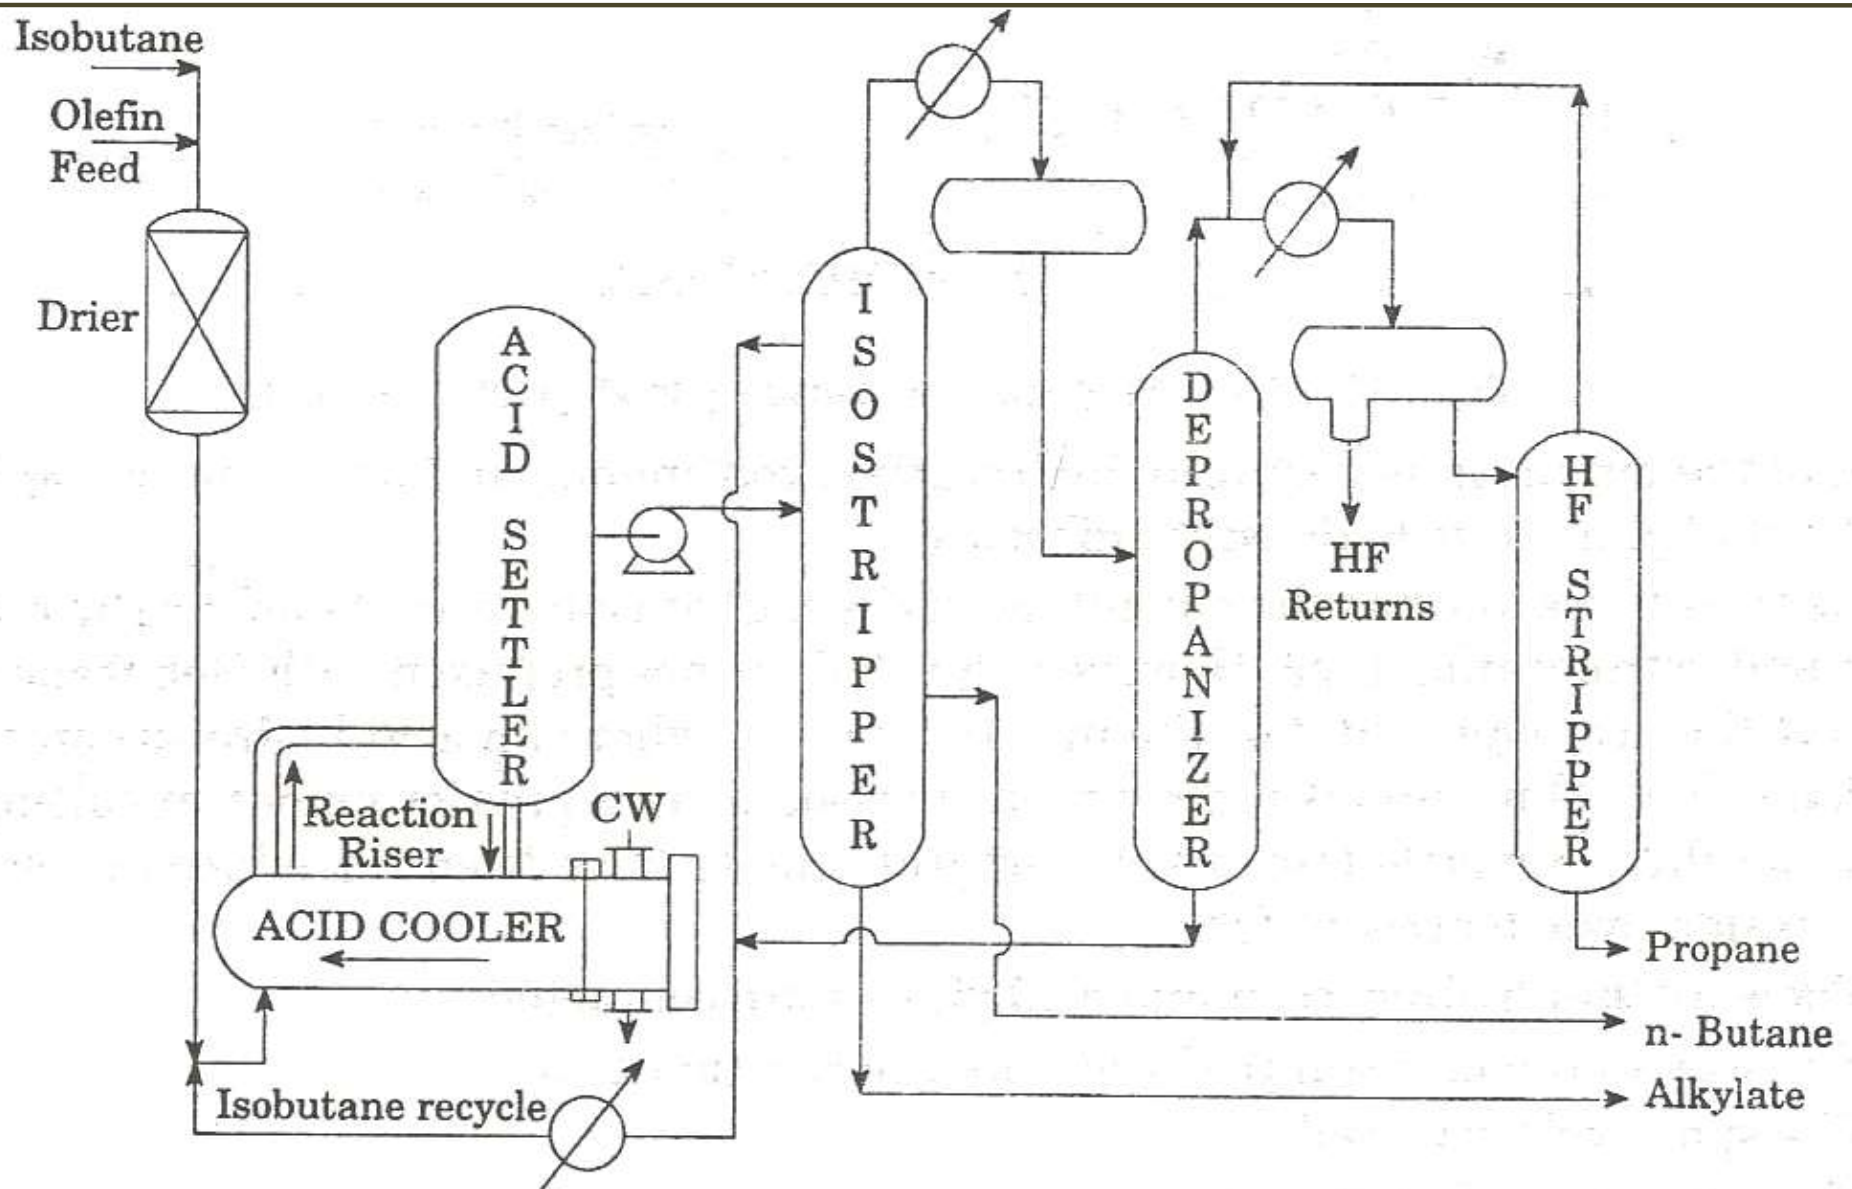 Isobutane
Olefin
Feed
Drier
ACID SETTLER
Reaction
Riser
CW
ACID COOLER
Isobutane recycle
ISOSTRIPPER
DEPROPANIZER
HF
Returns
HF STRIPPER
Propane
n- Butane
Alkylate